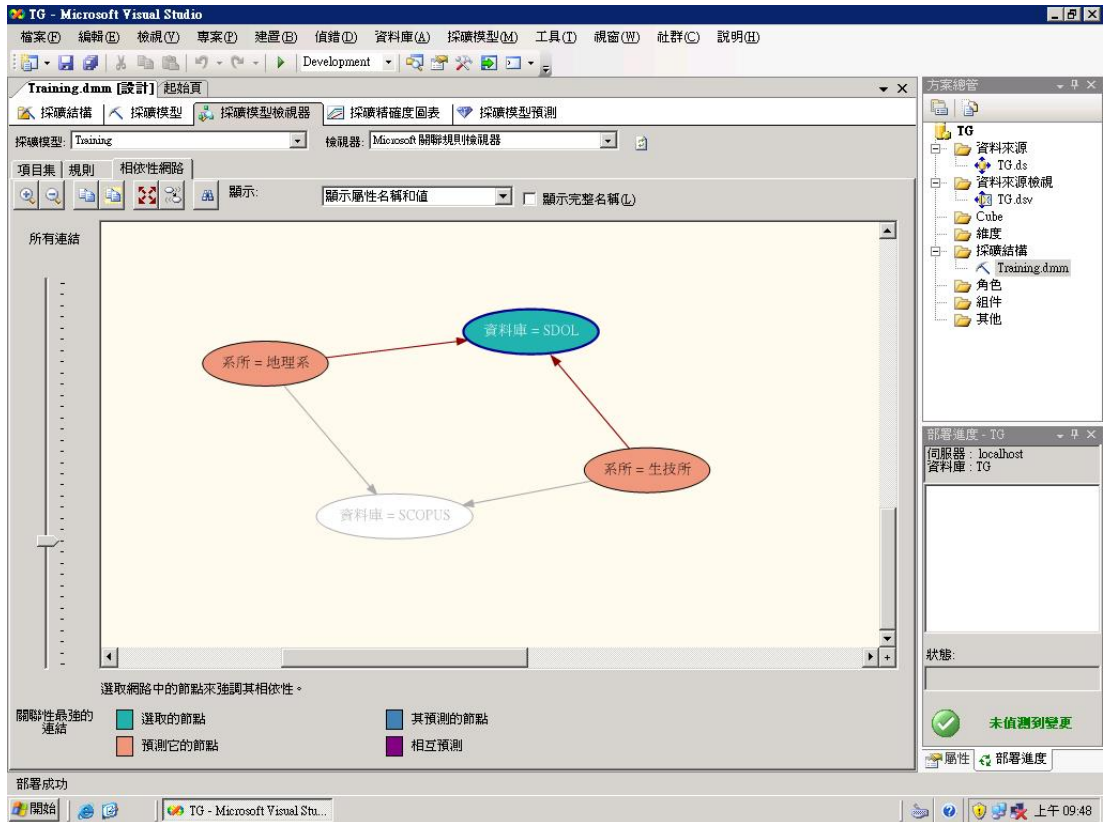 TG - Microsoft Visual Studio
檔案(F) 編輯(E) 檢視(V) 專案(P) 建置(B) 偵錯(D) 資料庫(A) 採礦模型(M) 工具(T) 視窗(W) 社群(C) 說明(H)
Development
Training.dmm [設計] 起始頁
採礦結構 採礦模型 採礦模型檢視器 採礦精確度圖表 採礦模型預測
採礦模型: Training 檢視器: Microsoft 關聯規則檢視器
項目集 規則 相依性網路
顯示: 顯示屬性名稱和值 顯示完整名稱(L)
所有連結
資料庫 = SDOL
系所 = 地理系
系所 = 生技所
資料庫 = SCOPUS
選取網路中的節點來強調其相依性。
關聯性最強的
連結
選取的節點 其預測的節點
預測它的節點 相互預測
方案總管
TG
資料來源
TG.ds
資料來源檢視
TG.dsv
Cube
維度
採礦結構
Training.dmm
角色
組件
其他
部署進度 - TG
伺服器 : localhost
資料庫 : TG
狀態:
未偵測到變更
屬性 部署進度
部署成功
開始 TG - Microsoft Visual Stu... 上午 09:48